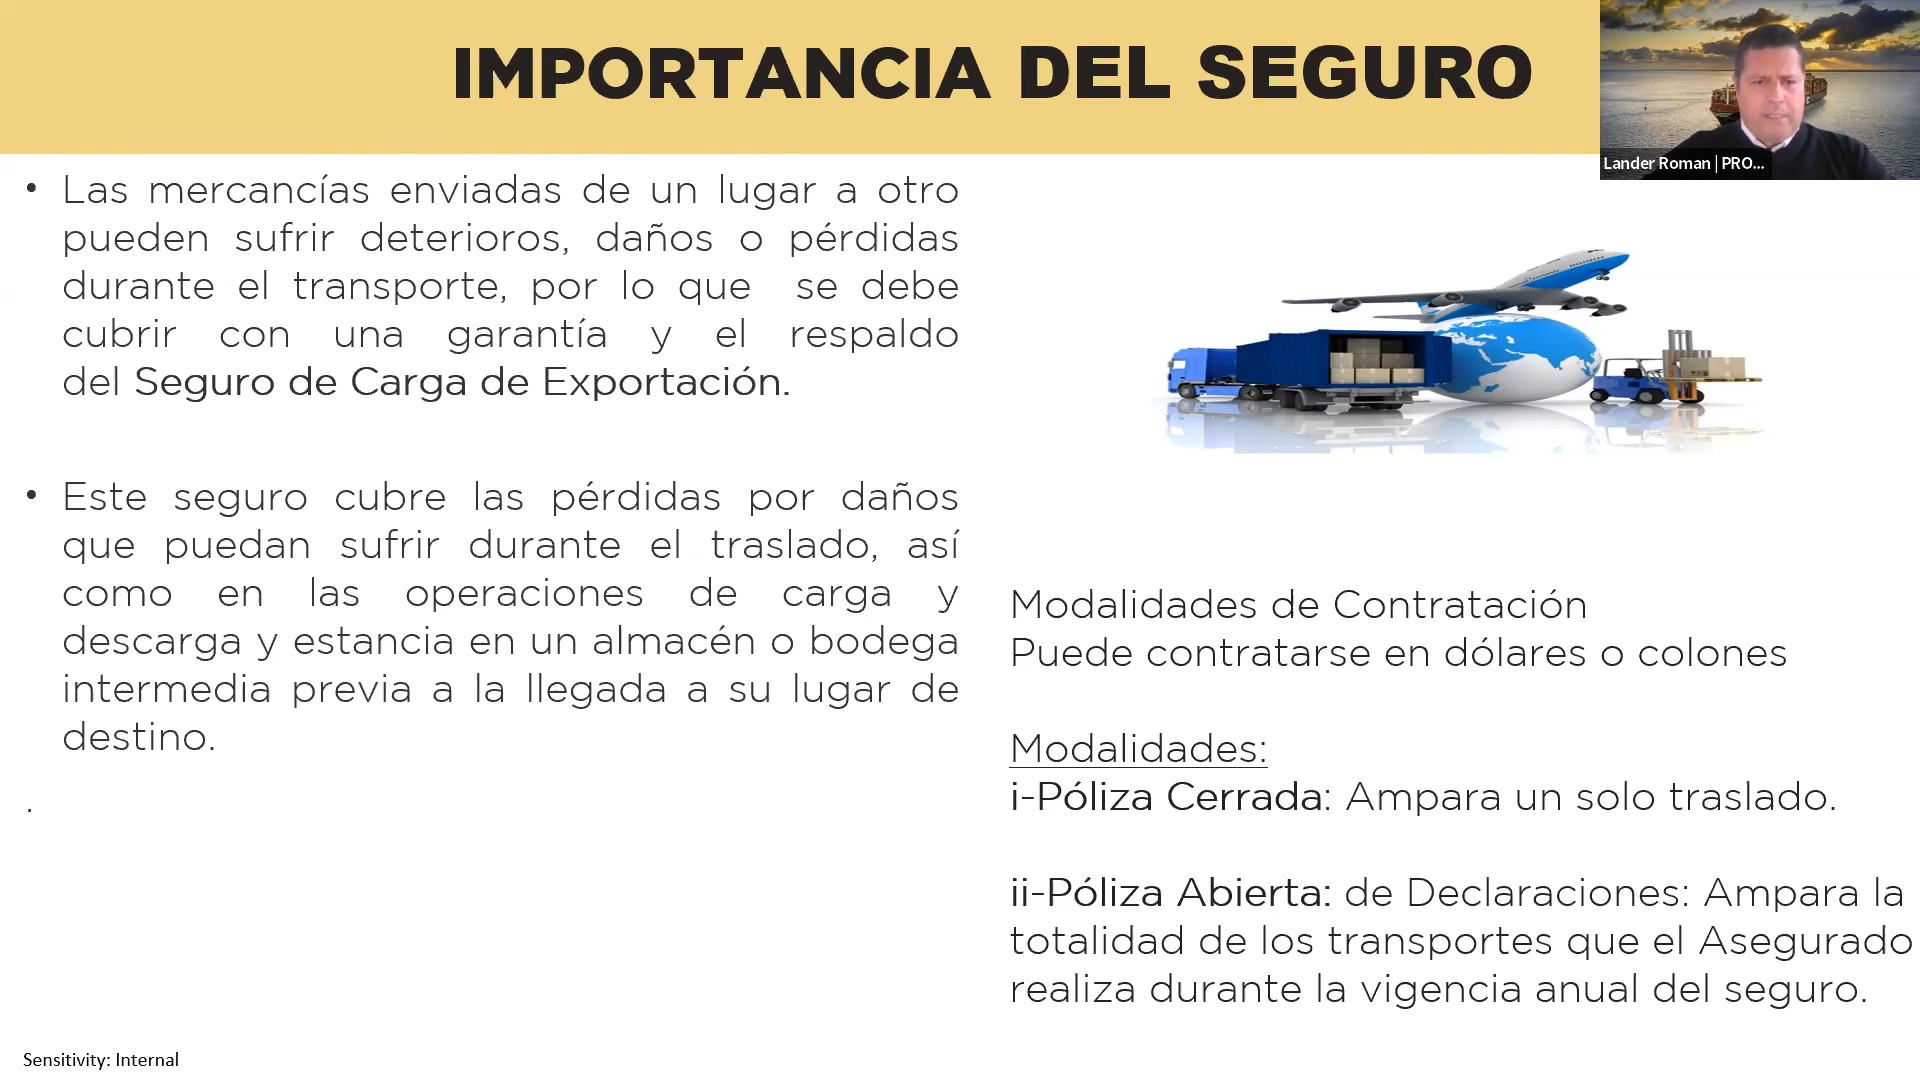 IMPORTANCIA DEL SEGURO
Lander Roman | PRO...
• Las mercancías enviadas de un lugar a otro
pueden sufrir deterioros, daños o pérdidas
durante el transporte, por lo que se debe
cubrir con una garantía y el respaldo
del Seguro de Carga de Exportación.
• Este seguro cubre las pérdidas por daños
que puedan sufrir durante el traslado, así
como en las operaciones de carga y
descarga y estancia en un almacén o bodega
intermedia previa a la llegada a su lugar de
destino.
.
Modalidades de Contratación
Puede contratarse en dólares o colones
Modalidades:
i-Póliza Cerrada: Ampara un solo traslado.
ii-Póliza Abierta: de Declaraciones: Ampara la
totalidad de los transportes que el Asegurado
realiza durante la vigencia anual del seguro.
Sensitivity: Internal